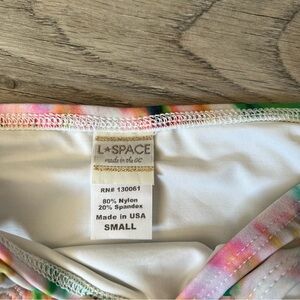 L★SPACE
made in the OC
RN# 130061
80% Nylon
20% Spandex
Made in USA
SMALL